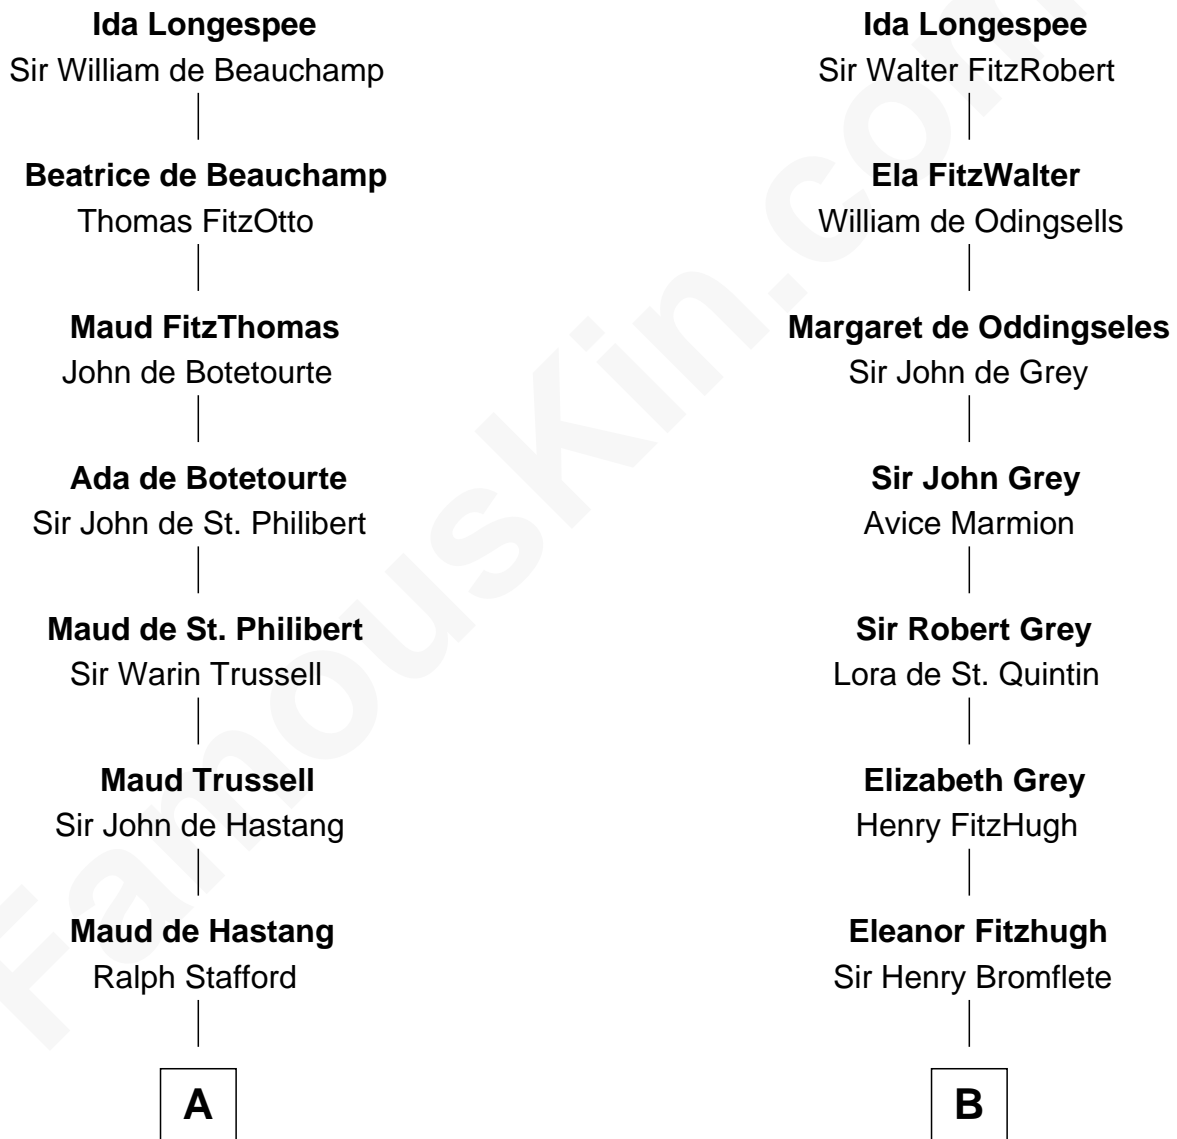 Ida Longespee
Sir William de Beauchamp
Beatrice de Beauchamp
Thomas FitzOtto
Maud FitzThomas
John de Botetourte
Ada de Botetourte
Sir John de St. Philibert
Maud de St. Philibert
Sir Warin Trussell
Maud Trussell
Sir John de Hastang
Maud de Hastang
Ralph Stafford
A
Ida Longespee
Sir Walter FitzRobert
Ela FitzWalter
William de Odingsells
Margaret de Oddingseles
Sir John de Grey
Sir John Grey
Avice Marmion
Sir Robert Grey
Lora de St. Quintin
Elizabeth Grey
Henry FitzHugh
Eleanor Fitzhugh
Sir Henry Bromflete
B
FamousKin.com